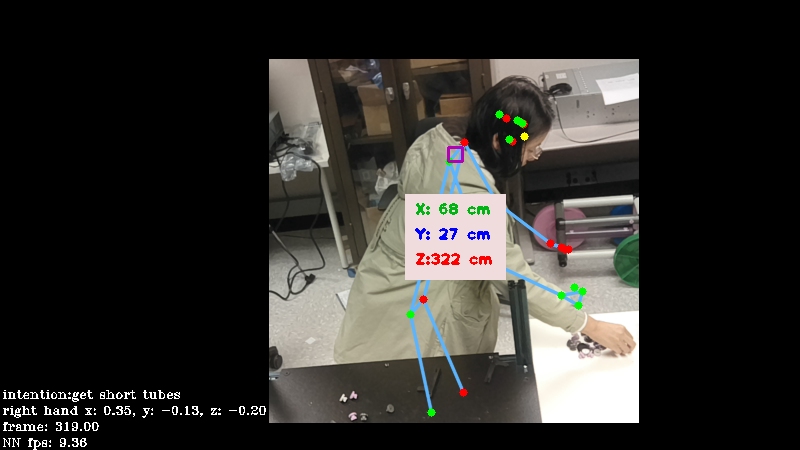 X: 68 cm
Y: 27 cm
Z:322 cm
intention:get short tubes
right hand x: 0.35, y: -0.13, z: -0.20
frame: 319.00
NN fps: 9.36